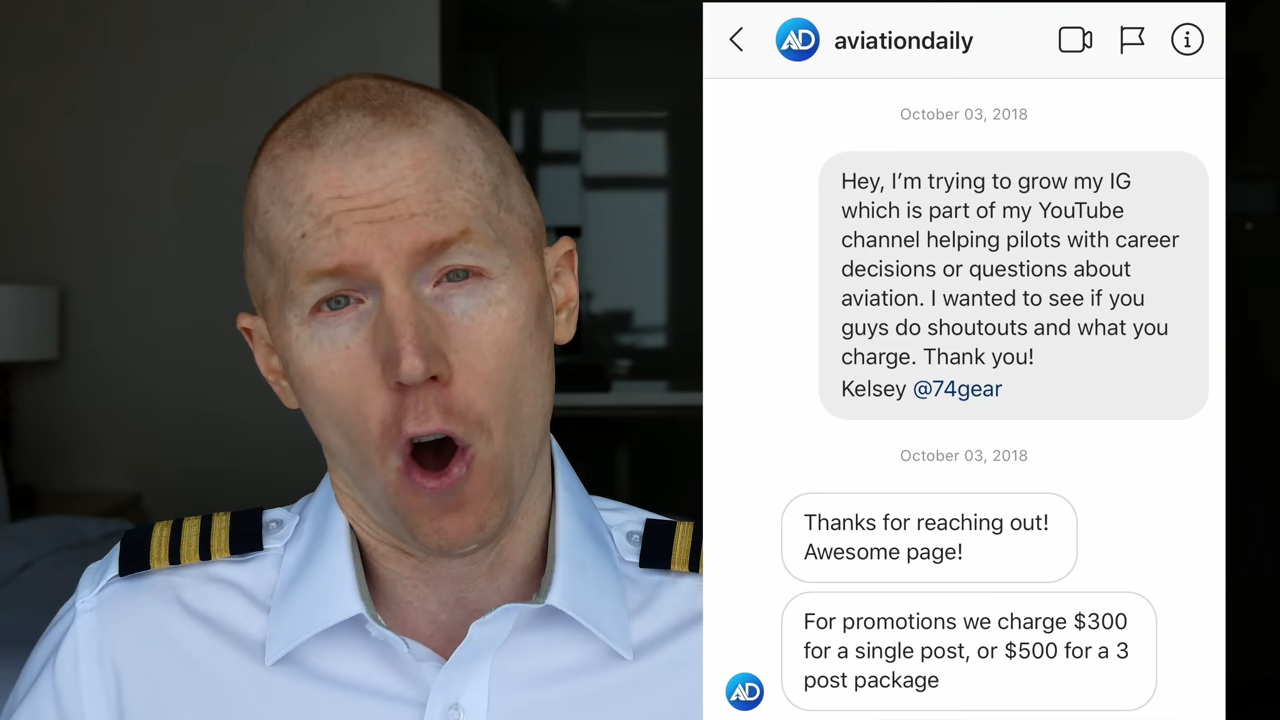 AD aviationdaily
October 03, 2018
Hey, I’m trying to grow my IG
which is part of my YouTube
channel helping pilots with career
decisions or questions about
aviation. I wanted to see if you
guys do shoutouts and what you
charge. Thank you!
Kelsey @74gear
October 03, 2018
Thanks for reaching out!
Awesome page!
For promotions we charge $300
for a single post, or $500 for a 3
post package
AD